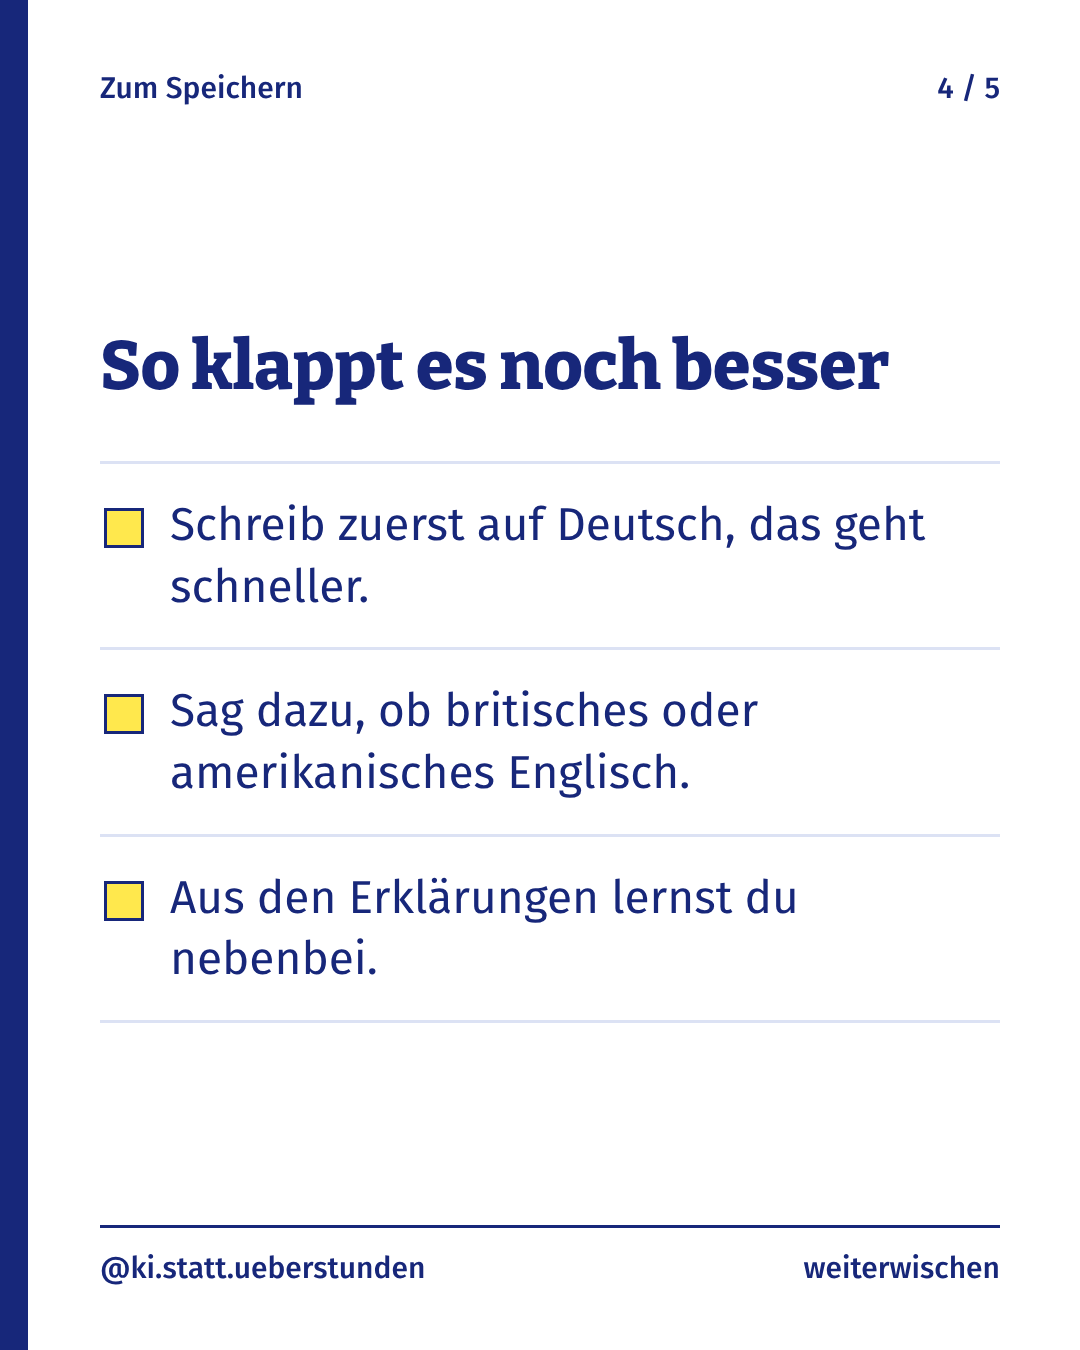 Zum Speichern
4 / 5
So klappt es noch besser
Schreib zuerst auf Deutsch, das geht
schneller.
Sag dazu, ob britisches oder
amerikanisches Englisch.
Aus den Erklärungen lernst du
nebenbei.
@ki.statt.ueberstunden
weiterwischen